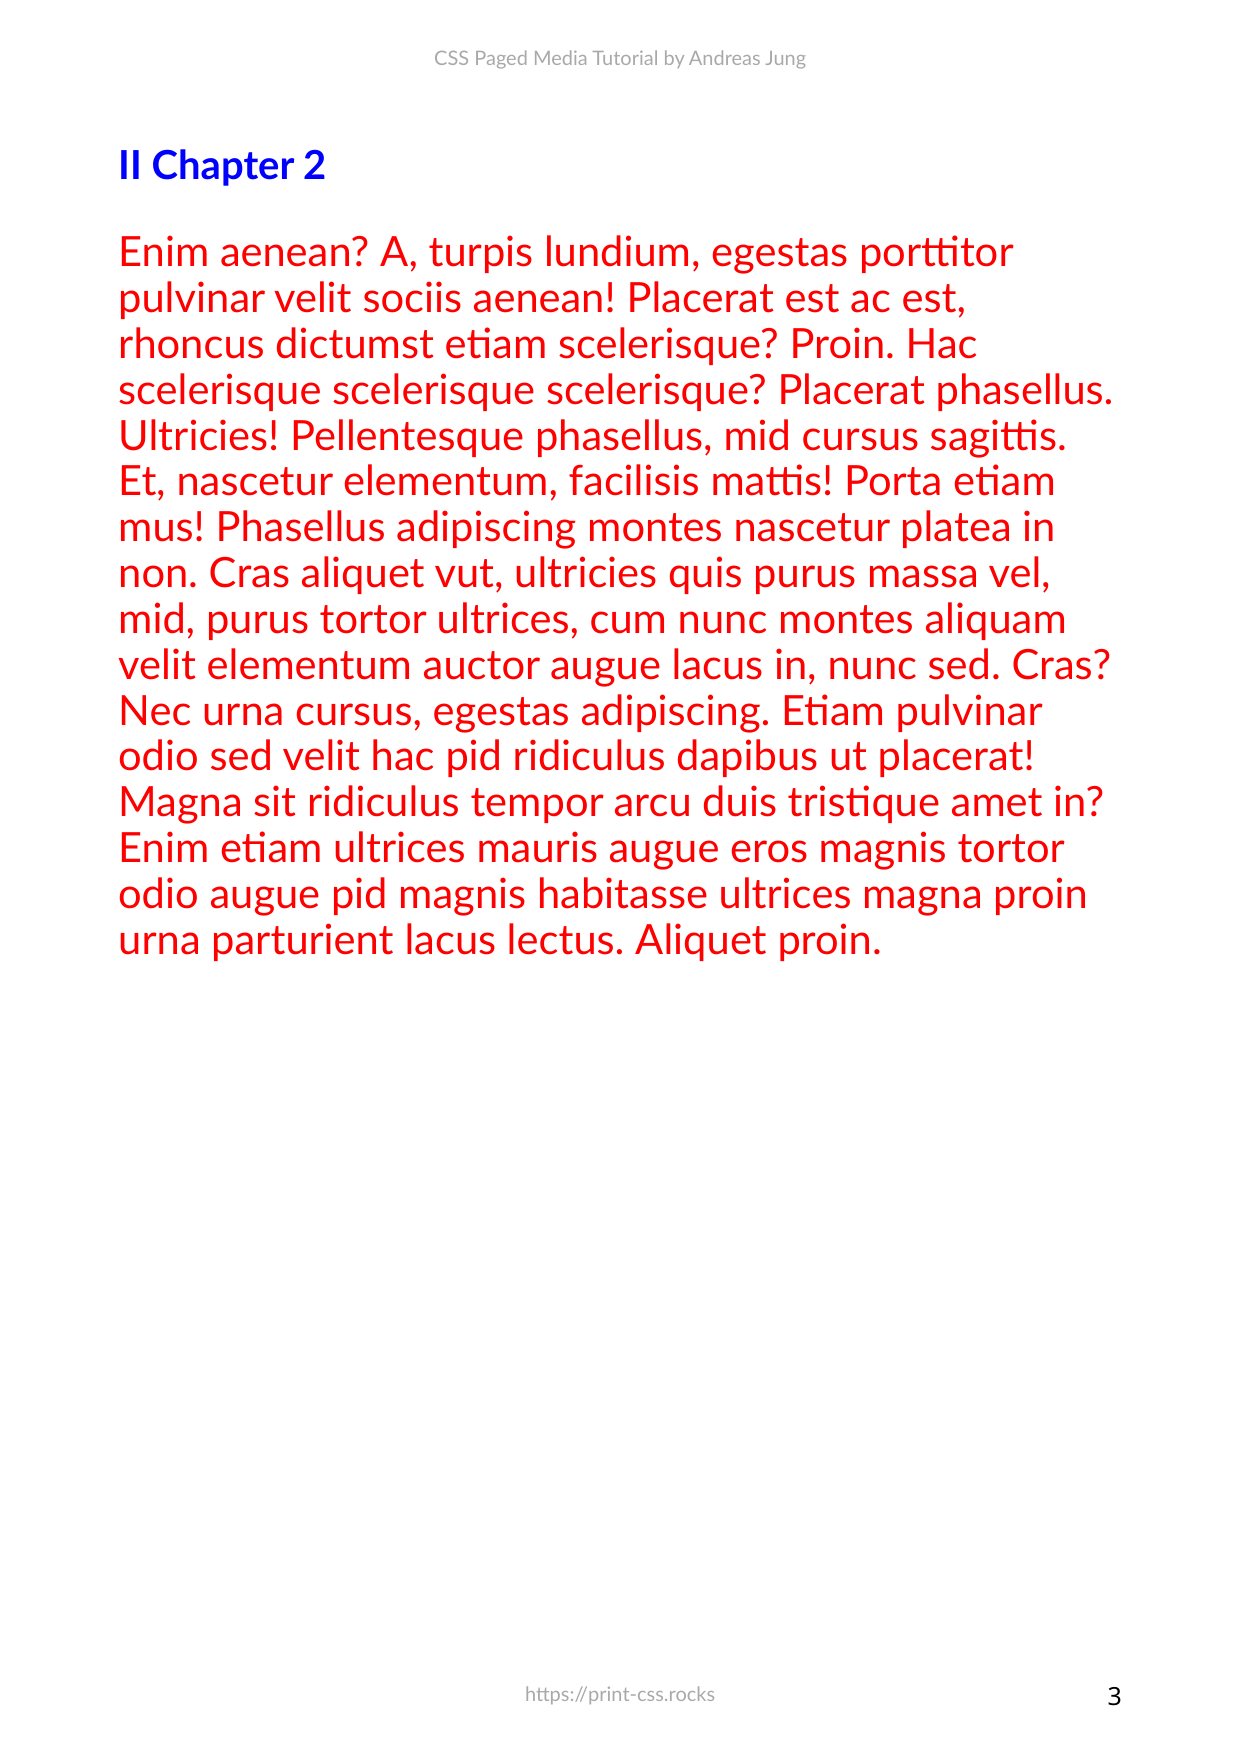 CSS Paged Media Tutorial by Andreas Jung
II Chapter 2
Enim aenean? A, turpis lundium, egestas porttitor
pulvinar velit sociis aenean! Placerat est ac est,
rhoncus dictumst etiam scelerisque? Proin. Hac
scelerisque scelerisque scelerisque? Placerat phasellus.
Ultricies! Pellentesque phasellus, mid cursus sagittis.
Et, nascetur elementum, facilisis mattis! Porta etiam
mus! Phasellus adipiscing montes nascetur platea in
non. Cras aliquet vut, ultricies quis purus massa vel,
mid, purus tortor ultrices, cum nunc montes aliquam
velit elementum auctor augue lacus in, nunc sed. Cras?
Nec urna cursus, egestas adipiscing. Etiam pulvinar
odio sed velit hac pid ridiculus dapibus ut placerat!
Magna sit ridiculus tempor arcu duis tristique amet in?
Enim etiam ultrices mauris augue eros magnis tortor
odio augue pid magnis habitasse ultrices magna proin
urna parturient lacus lectus. Aliquet proin.
https://print-css.rocks
3